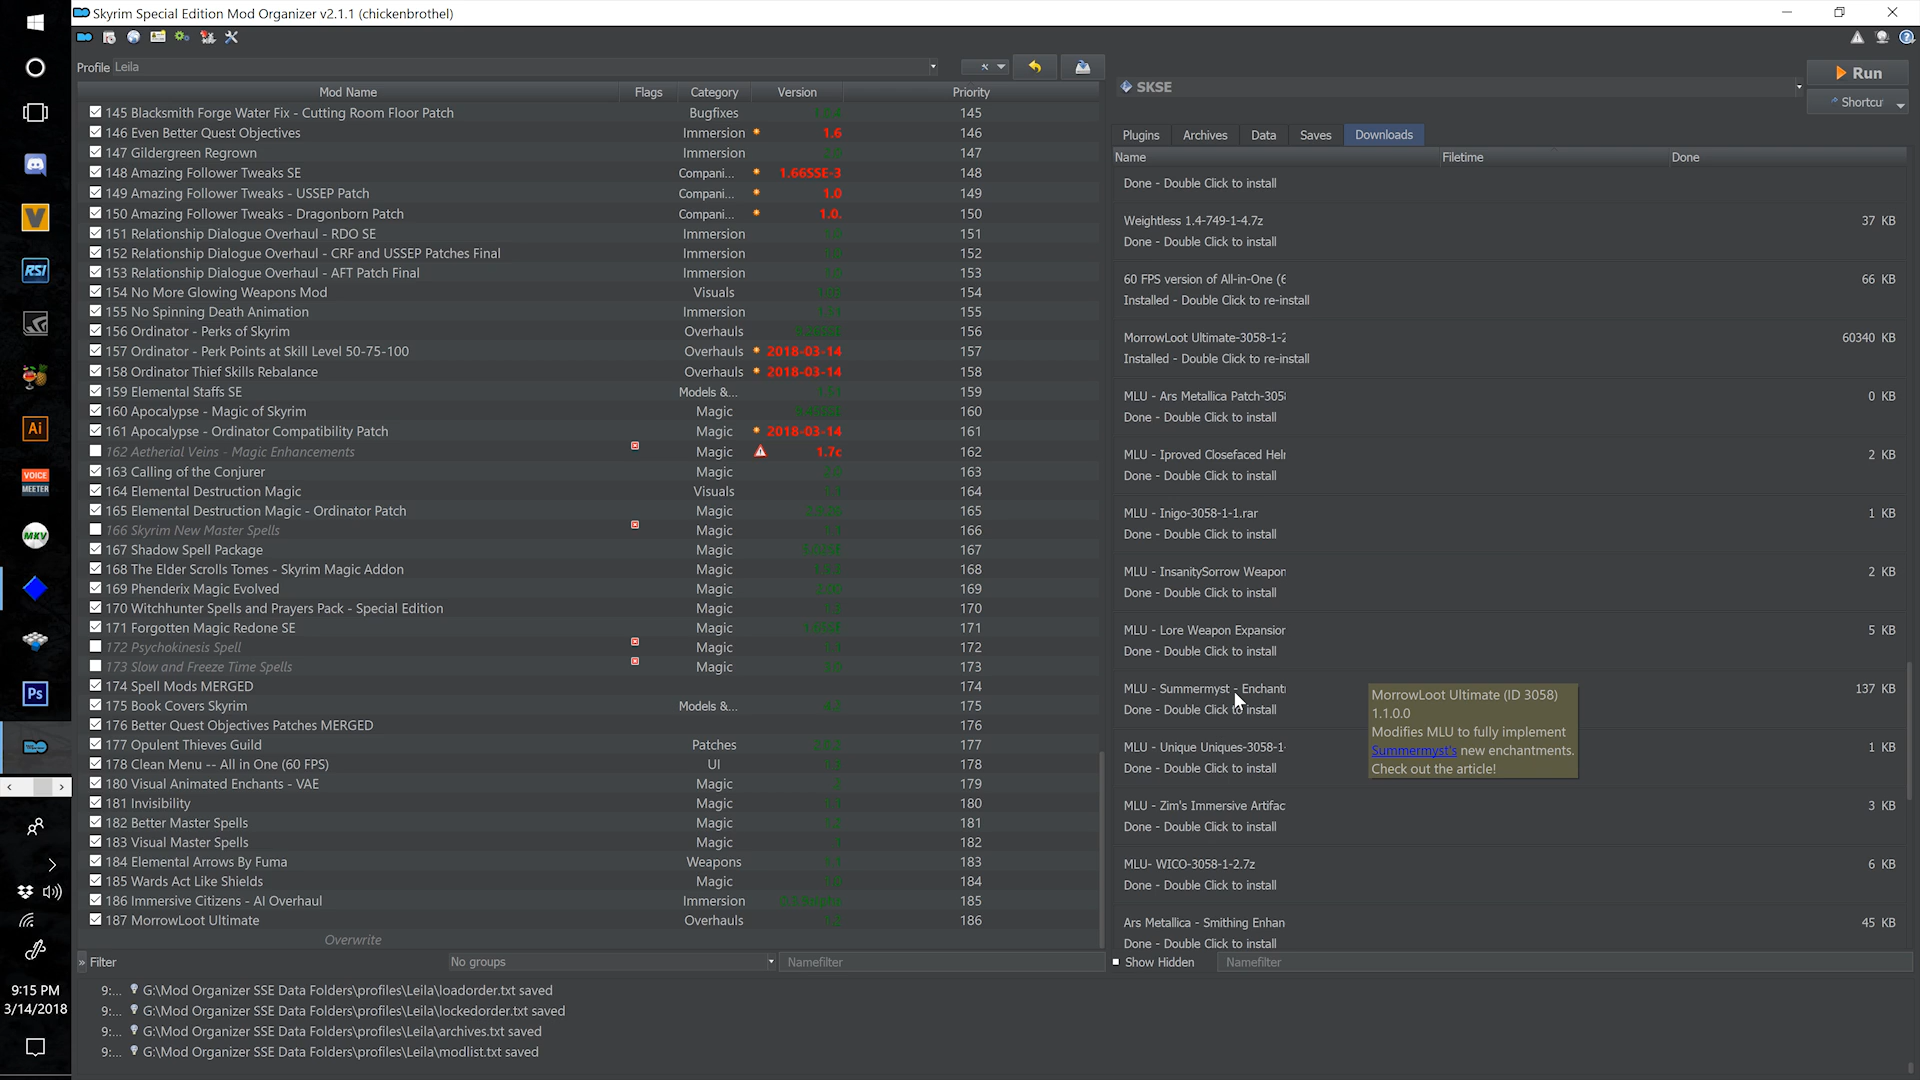 Skyrim Special Edition Mod Organizer v2.1.1 (chickenbrothel)
Profile Leila
Mod Name Flags Category Version Priority
145 Blacksmith Forge Water Fix - Cutting Room Floor Patch Bugfixes 145
146 Even Better Quest Objectives Immersion 1.6 146
147 Gildergreen Regrown Immersion 147
148 Amazing Follower Tweaks SE Compani... 1.66SSE-3 148
149 Amazing Follower Tweaks - USSEP Patch Compani... 1.0 149
150 Amazing Follower Tweaks - Dragonborn Patch Compani... 1.0. 150
151 Relationship Dialogue Overhaul - RDO SE Immersion 151
152 Relationship Dialogue Overhaul - CRF and USSEP Patches Final Immersion 152
153 Relationship Dialogue Overhaul - AFT Patch Final Immersion 153
154 No More Glowing Weapons Mod Visuals 154
155 No Spinning Death Animation Immersion 155
156 Ordinator - Perks of Skyrim Overhauls 156
157 Ordinator - Perk Points at Skill Level 50-75-100 Overhauls 2018-03-14 157
158 Ordinator Thief Skills Rebalance Overhauls 2018-03-14 158
159 Elemental Staffs SE Models &... 159
160 Apocalypse - Magic of Skyrim Magic 160
161 Apocalypse - Ordinator Compatibility Patch Magic 2018-03-14 161
162 Aetherial Veins - Magic Enhancements Magic 1.7c 162
163 Calling of the Conjurer Magic 163
164 Elemental Destruction Magic Visuals 164
165 Elemental Destruction Magic - Ordinator Patch Magic 165
166 Skyrim New Master Spells Magic 166
167 Shadow Spell Package Magic 167
168 The Elder Scrolls Tomes - Skyrim Magic Addon Magic 168
169 Phenderix Magic Evolved Magic 169
170 Witchhunter Spells and Prayers Pack - Special Edition Magic 170
171 Forgotten Magic Redone SE Magic 171
172 Psychokinesis Spell Magic 172
173 Slow and Freeze Time Spells Magic 173
174 Spell Mods MERGED 174
175 Book Covers Skyrim Models &... 175
176 Better Quest Objectives Patches MERGED 176
177 Opulent Thieves Guild Patches 177
178 Clean Menu -- All in One (60 FPS) UI 178
180 Visual Animated Enchants - VAE Magic 179
181 Invisibility Magic 180
182 Better Master Spells Magic 181
183 Visual Master Spells Magic 182
184 Elemental Arrows By Fuma Weapons 183
185 Wards Act Like Shields Magic 184
186 Immersive Citizens - AI Overhaul Immersion 185
187 MorrowLoot Ultimate Overhauls 186
Overwrite
» Filter No groups Namefilter
9:... G:\Mod Organizer SSE Data Folders\profiles\Leila\loadorder.txt saved
9:... G:\Mod Organizer SSE Data Folders\profiles\Leila\lockedorder.txt saved
9:... G:\Mod Organizer SSE Data Folders\profiles\Leila\archives.txt saved
9:... G:\Mod Organizer SSE Data Folders\profiles\Leila\modlist.txt saved
SKSE
Run
Shortcu
Plugins Archives Data Saves Downloads
Name Filetime Done
Done - Double Click to install
Weightless 1.4-749-1-4.7z 37 KB
Done - Double Click to install
60 FPS version of All-in-One (6 66 KB
Installed - Double Click to re-install
MorrowLoot Ultimate-3058-1-2 60340 KB
Installed - Double Click to re-install
MLU - Ars Metallica Patch-305 0 KB
Done - Double Click to install
MLU - Iproved Closefaced Hel 2 KB
Done - Double Click to install
MLU - Inigo-3058-1-1.rar 1 KB
Done - Double Click to install
MLU - InsanitySorrow Weapon 2 KB
Done - Double Click to install
MLU - Lore Weapon Expansion 5 KB
Done - Double Click to install
MLU - Summermyst - Enchant 137 KB
Done - Double Click to install
MorrowLoot Ultimate (ID 3058)
1.1.0.0
Modifies MLU to fully implement
Summermyst's new enchantments.
Check out the article!
MLU - Unique Uniques-3058-1- 1 KB
Done - Double Click to install
MLU - Zim's Immersive Artifac 3 KB
Done - Double Click to install
MLU- WICO-3058-1-2.7z 6 KB
Done - Double Click to install
Ars Metallica - Smithing Enhan 45 KB
Done - Double Click to install
Show Hidden Namefilter
RSI
Ai
VOICE
MEETER
MKV
Ps
9:15 PM
3/14/2018